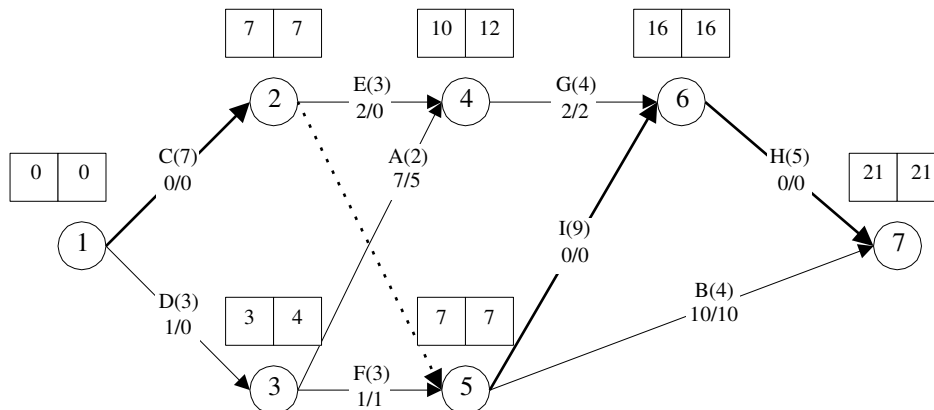 7 7
10 12
16 16
2
E(3)
2/0
4
G(4)
2/2
6
C(7)
0/0
A(2)
7/5
H(5)
0/0
0 0
21 21
1
I(9)
0/0
7
D(3)
1/0
B(4)
10/10
3 4
7 7
3
F(3)
1/1
5